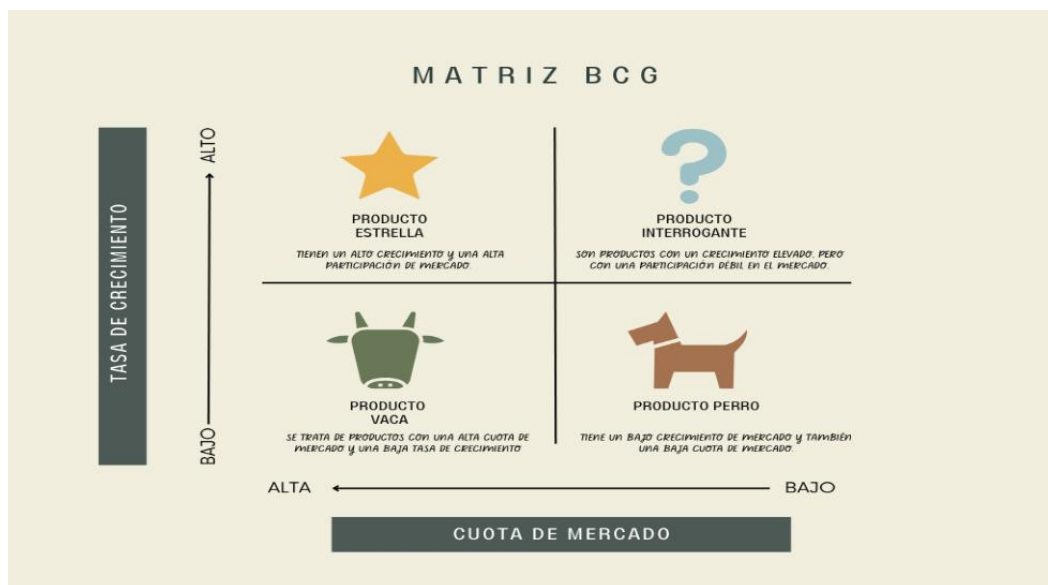 MATRIZ BCG
TASA DE CRECIMIENTO
ALTO
BAJO
PRODUCTO
ESTRELLA
TIENEN UN ALTO CRECIMIENTO Y UNA ALTA
PARTICIPACIÓN DE MERCADO.
PRODUCTO
INTERROGANTE
SON PRODUCTOS CON UN CRECIMIENTO ELEVADO, PERO
CON UNA PARTICIPACIÓN DÉBIL EN EL MERCADO.
PRODUCTO
VACA
SE TRATA DE PRODUCTOS CON UNA ALTA CUOTA DE
MERCADO Y UNA BAJA TASA DE CRECIMIENTO
PRODUCTO PERRO
TIENE UN BAJO CRECIMIENTO DE MERCADO Y TAMBIÉN
UNA BAJA CUOTA DE MERCADO.
ALTA
BAJO
CUOTA DE MERCADO